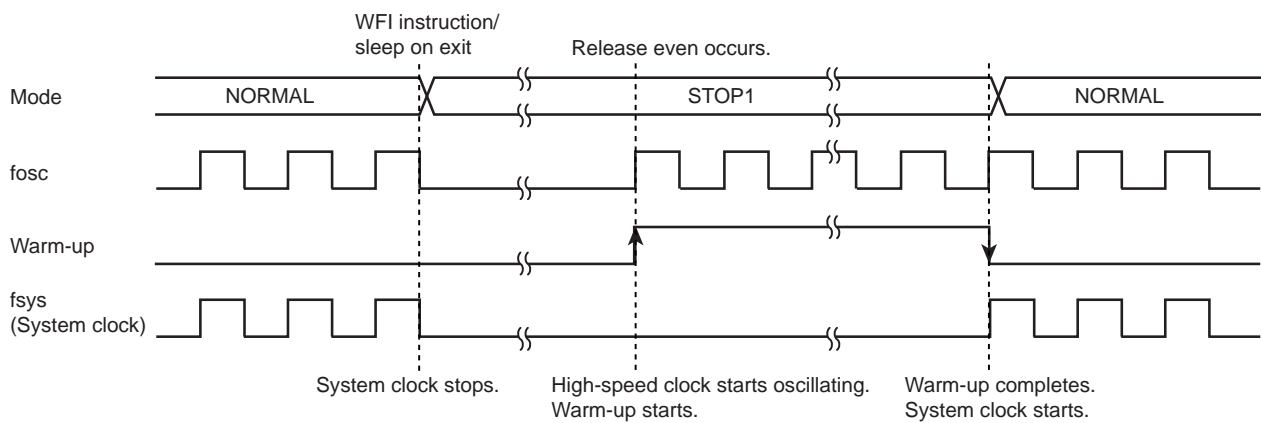 WFI instruction/
sleep on exit
Release even occurs.
Mode
NORMAL
STOP1
NORMAL
fosc
Warm-up
fsys
(System clock)
System clock stops.
High-speed clock starts oscillating.
Warm-up starts.
Warm-up completes.
System clock starts.